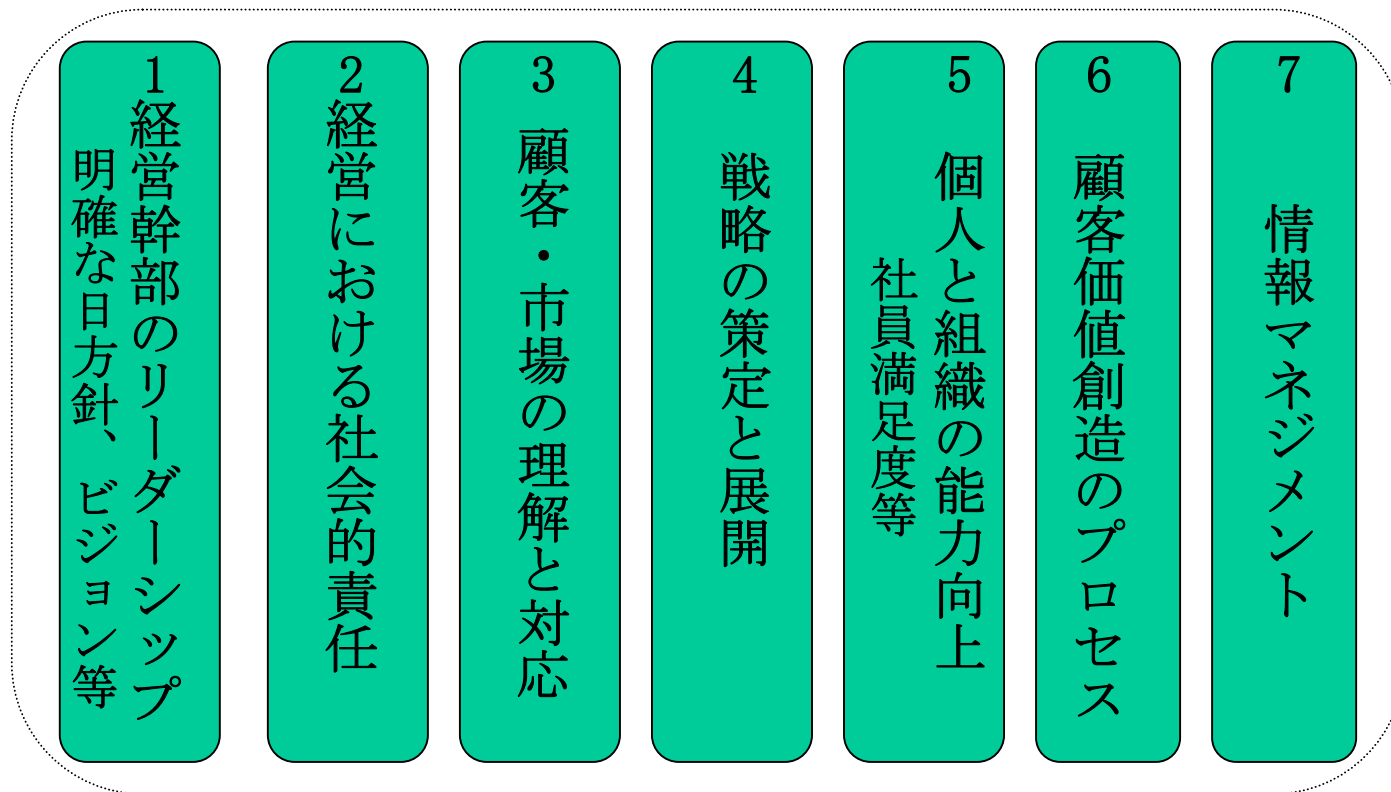 1経営幹部のリーダーシップ
明確な日方針、ビジョン等
2経営における社会的責任
3 顧客・市場の理解と対応
4 戦略の策定と展開
5 個人と組織の能力向上
社員満足度等
6 顧客価値創造のプロセス
7 情報マネジメント